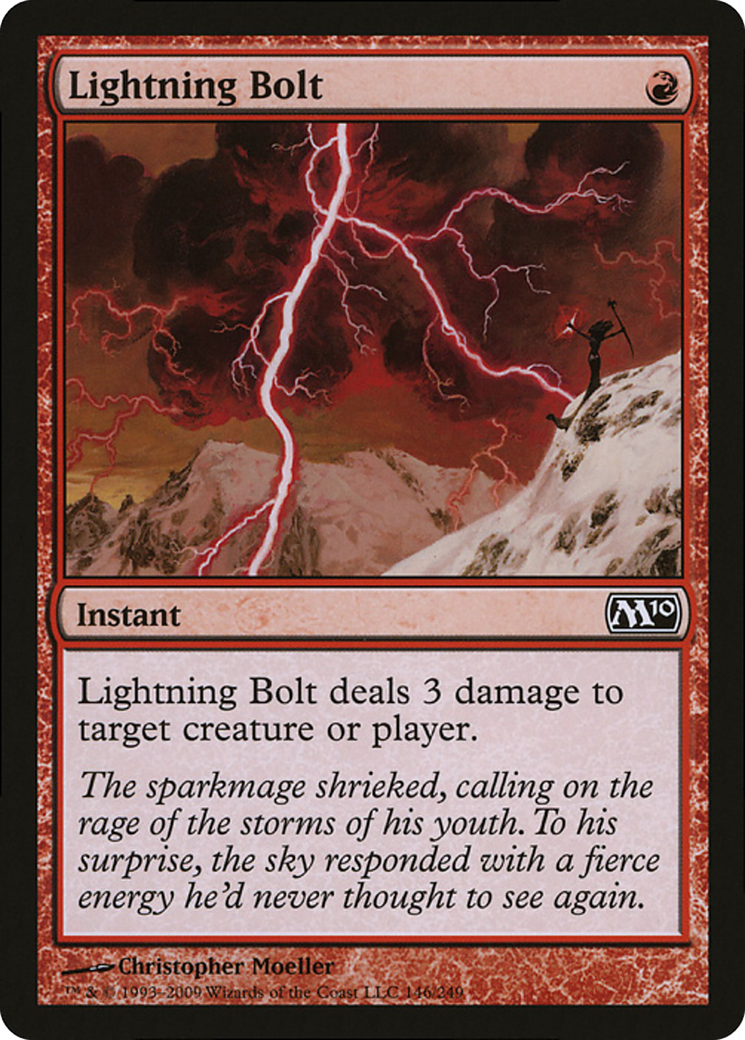 Lightning Bolt
Instant
M10
Lightning Bolt deals 3 damage to
target creature or player.
The sparkmage shrieked, calling on the
rage of the storms of his youth. To his
surprise, the sky responded with a fierce
energy he'd never thought to see again.
Christopher Moeller
™ & © 1993–2009 Wizards of the Coast LLC 146/249